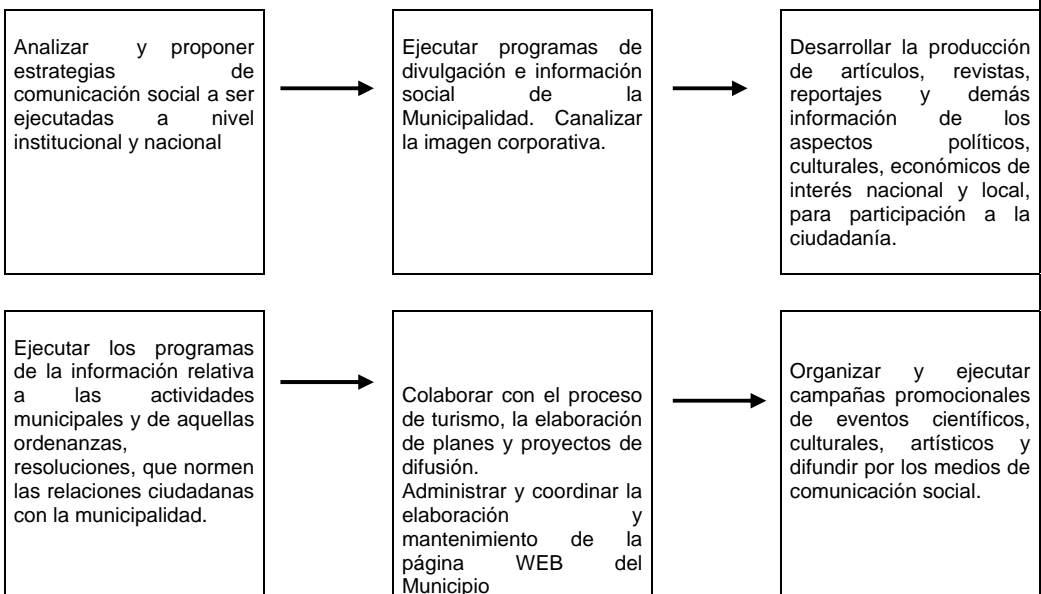 Analizar y proponer
estrategias de
comunicación social a ser
ejecutadas a nivel
institucional y nacional
Ejecutar programas de
divulgación e información
social de la
Municipalidad. Canalizar
la imagen corporativa.
Desarrollar la producción
de artículos, revistas,
reportajes y demás
información de los
aspectos políticos,
culturales, económicos de
interés nacional y local,
para participación a la
ciudadanía.
Ejecutar los programas
de la información relativa
a las actividades
municipales y de aquellas
ordenanzas,
resoluciones, que normen
las relaciones ciudadanas
con la municipalidad.
Colaborar con el proceso
de turismo, la elaboración
de planes y proyectos de
difusión.
Administrar y coordinar la
elaboración y
mantenimiento de la
página WEB del
Municipio
Organizar y ejecutar
campañas promocionales
de eventos científicos,
culturales, artísticos y
difundir por los medios de
comunicación social.